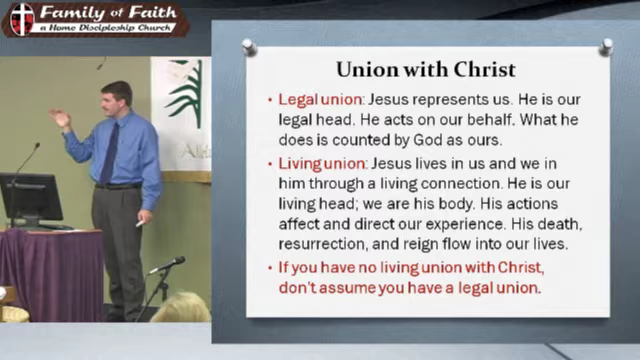 Family of Faith
a Home Discipleship Church
Union with Christ
• Legal union: Jesus represents us. He is our
legal head. He acts on our behalf. What he
does is counted by God as ours.
• Living union: Jesus lives in us and we in
him through a living connection. He is our
living head; we are his body. His actions
affect and direct our experience. His death,
resurrection, and reign flow into our lives.
• If you have no living union with Christ,
don't assume you have a legal union.